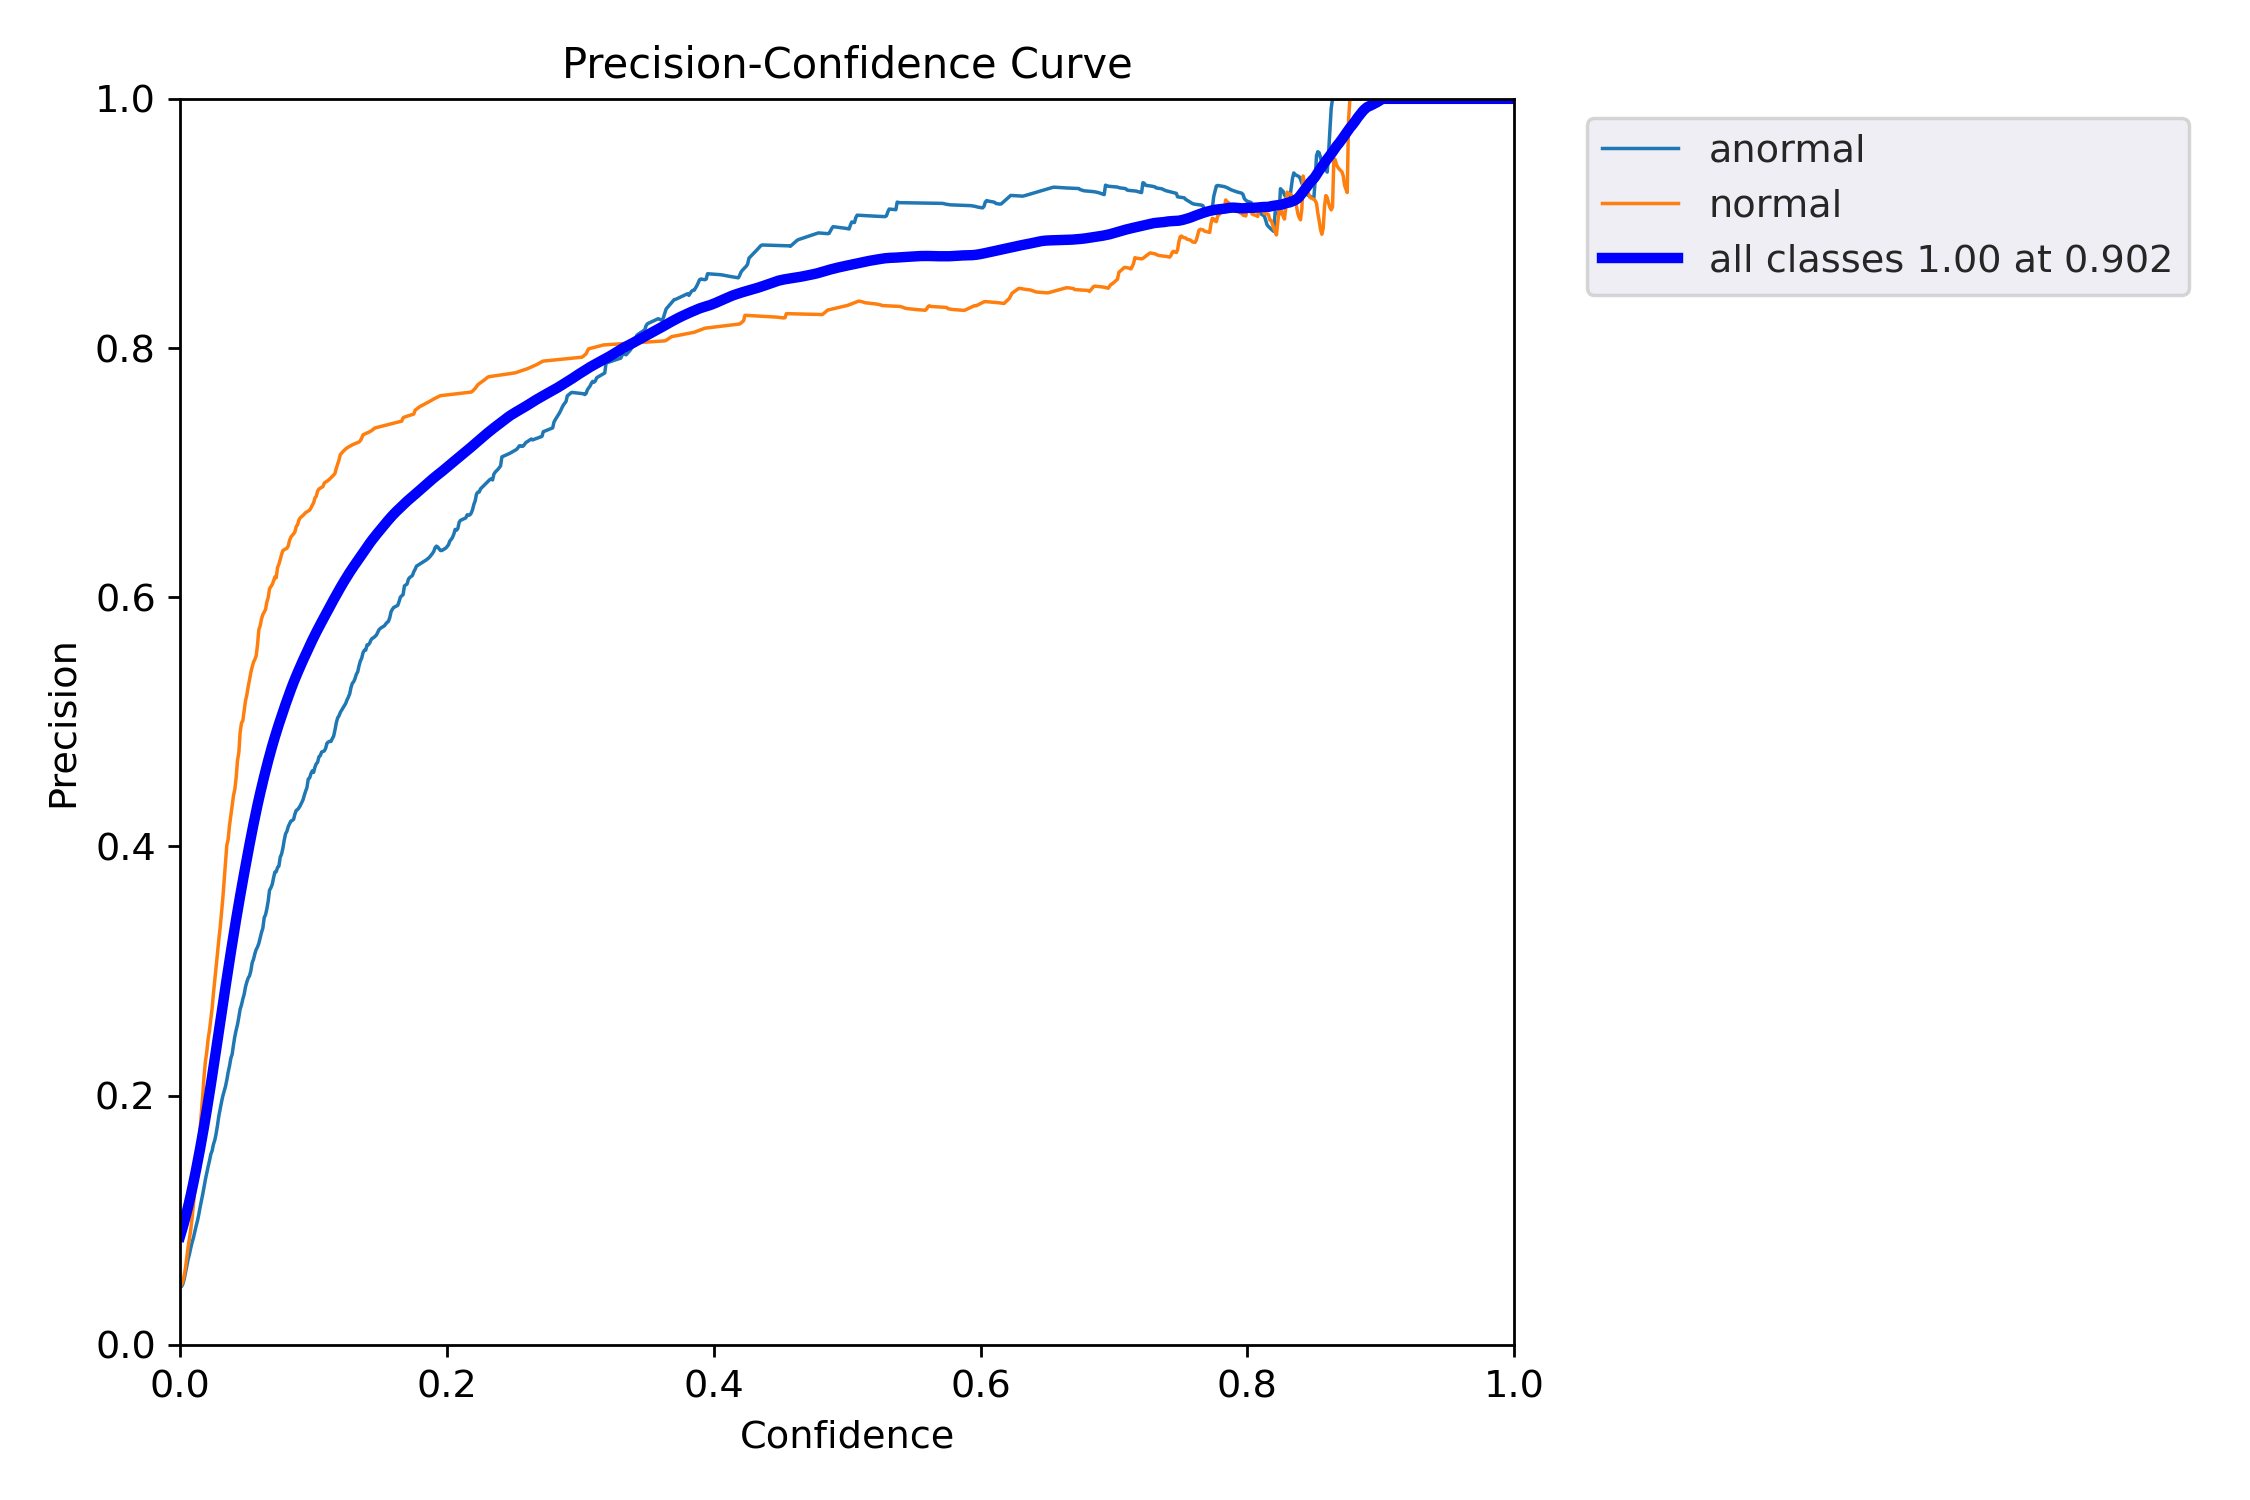 Precision-Confidence Curve
1.0
0.8
0.6
0.4
0.2
0.0
Precision
0.0 0.2 0.4 0.6 0.8 1.0
Confidence
anormal
normal
all classes 1.00 at 0.902